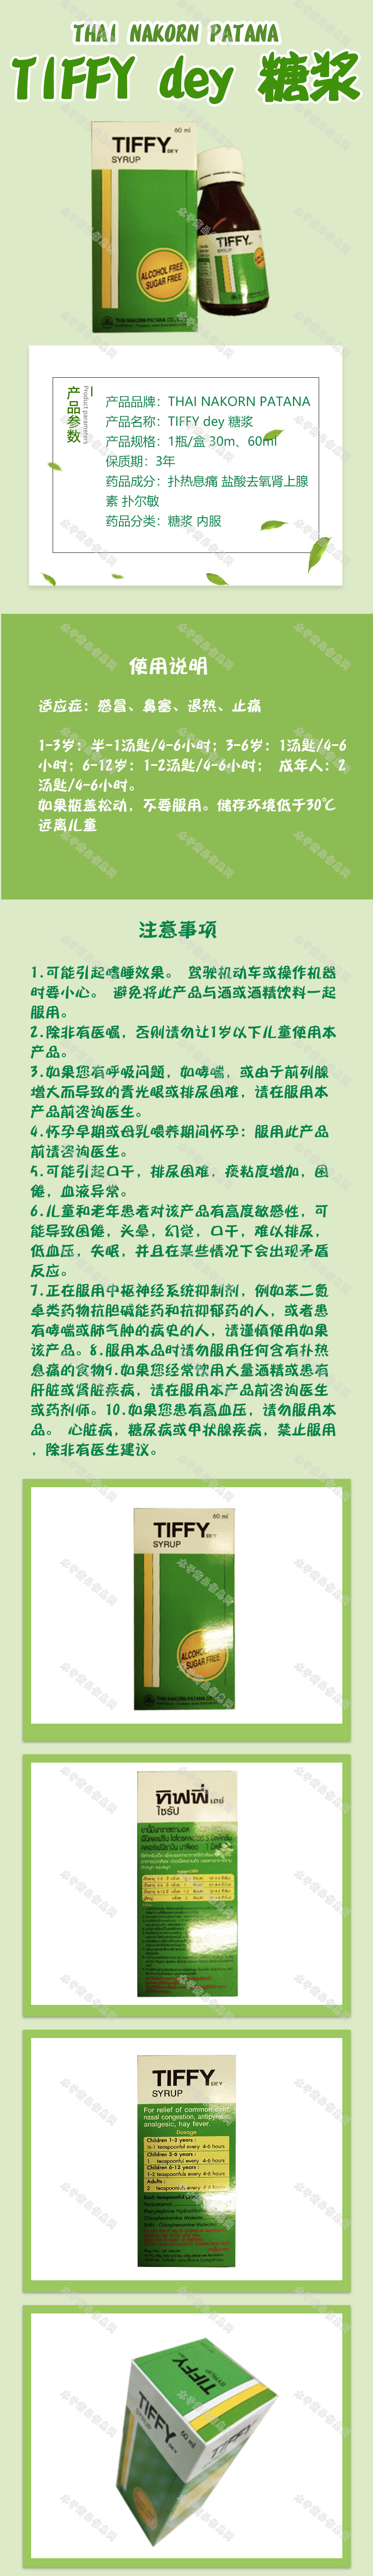 THAI NAKORN PATANA
TIFFY dey 糖浆
60 ml
TIFFY DEY
SYRUP
TIFFY
SYRUP
ALCOHOL FREE
SUGAR FREE
THAI NAKORN PATANA CO., LTD.
产品参数
Product parameters
产品品牌：THAI NAKORN PATANA
产品名称：TIFFY dey 糖浆
产品规格：1瓶/盒 30m、60ml
保质期：3年
药品成分：扑热息痛 盐酸去氧肾上腺
素 扑尔敏
药品分类：糖浆 内服
使用说明
适应症：感冒、鼻塞、退热、止痛
1-3岁：半-1汤匙/4-6小时；3-6岁：1汤匙/4-6
小时；6-12岁：1-2汤匙/4-6小时； 成年人：2
汤匙/4-6小时。
如果瓶盖松动，不要服用。储存环境低于30℃
远离儿童
注意事项
1.可能引起嗜睡效果。 驾驶机动车或操作机器
时要小心。 避免将此产品与酒或酒精饮料一起
服用。
2.除非有医嘱，否则请勿让1岁以下儿童使用本
产品。
3.如果您有呼吸问题，如哮喘，或由于前列腺
增大而导致的青光眼或排尿困难，请在服用本
产品前咨询医生。
4.怀孕早期或母乳喂养期间怀孕：服用此产品
前请咨询医生。
5.可能引起口干，排尿困难，痰粘度增加，困
倦，血液异常。
6.儿童和老年患者对该产品有高度敏感性，可
能导致困倦，头晕，幻觉，口干，难以排尿，
低血压，失眠，并且在某些情况下会出现矛盾
反应。
7.正在服用中枢神经系统抑制剂，例如苯二氮
卓类药物抗胆碱能药和抗抑郁药的人，或者患
有哮喘或肺气肿的病史的人，请谨慎使用如果
该产品。8.服用本品时请勿服用任何含有扑热
息痛的食物9.如果您经常饮用大量酒精或患有
肝脏或肾脏疾病，请在服用本产品前咨询医生
或药剂师。10.如果您患有高血压，请勿服用本
品。 心脏病，糖尿病或甲状腺疾病，禁止服用
，除非有医生建议。
60 ml
TIFFY DEY
SYRUP
ALCOHOL FREE
SUGAR FREE
THAI NAKORN PATANA CO., LTD.
ทิฟฟี่ เดย์
ไซรัป
TIFFY DEY
SYRUP
For relief of common cold,
nasal congestion, antipyretic,
analgesic, hay fever.
Dosage
Children 1-3 years :
½-1 teaspoonful every 4-6 hours
Children 3-6 years :
1 teaspoonful every 4-6 hours
Children 6-12 years :
1-2 teaspoonfuls every 4-6 hours
Adults :
2 teaspoonfuls every 4-6 hours
TIFFY
SYRUP
TIFFY DEY
SYRUP
60 ml